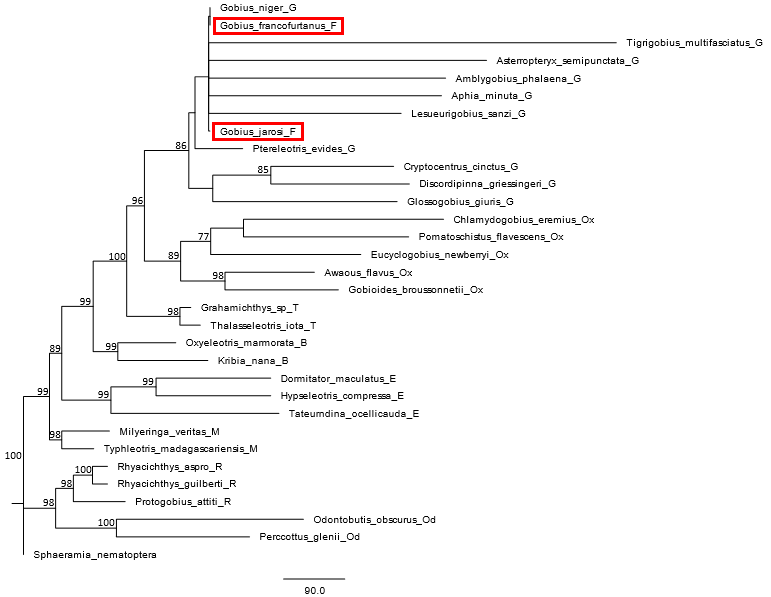 Gobius_niger_G
Gobius_francofurtanus_F
Tigrigobius_multifasciatus_G
Asterropteryx_semipunctata_G
Amblygobius_phalaena_G
Aphia_minuta_G
Lesueurigobius_sanzi_G
Gobius_jarosi_F
86
Ptereleotris_evides_G
Cryptocentrus_cinctus_G
85
Discordipinna_griessingeri_G
96
Glossogobius_giuris_G
Chlamydogobius_eremius_Ox
77
Pomatoschistus_flavescens_Ox
100
89
Eucyclogobius_newberryi_Ox
98
Awaous_flavus_Ox
Gobioides_broussonnetii_Ox
99
98
Grahamichthys_sp_T
Thalasseleotris_iota_T
89
99
Oxyeleotris_marmorata_B
Kribia_nana_B
99
99
99
Dormitator_maculatus_E
Hypseleotris_compressa_E
Tateurndina_ocellicauda_E
98
Milyeringa_veritas_M
Typhleotris_madagascariensis_M
100
100
Rhyacichthys_aspro_R
98
Rhyacichthys_guilberti_R
98
Protogobius_attiti_R
100
Odontobutis_obscurus_Od
Perccottus_glenii_Od
Sphaeramia_nematoptera
90.0